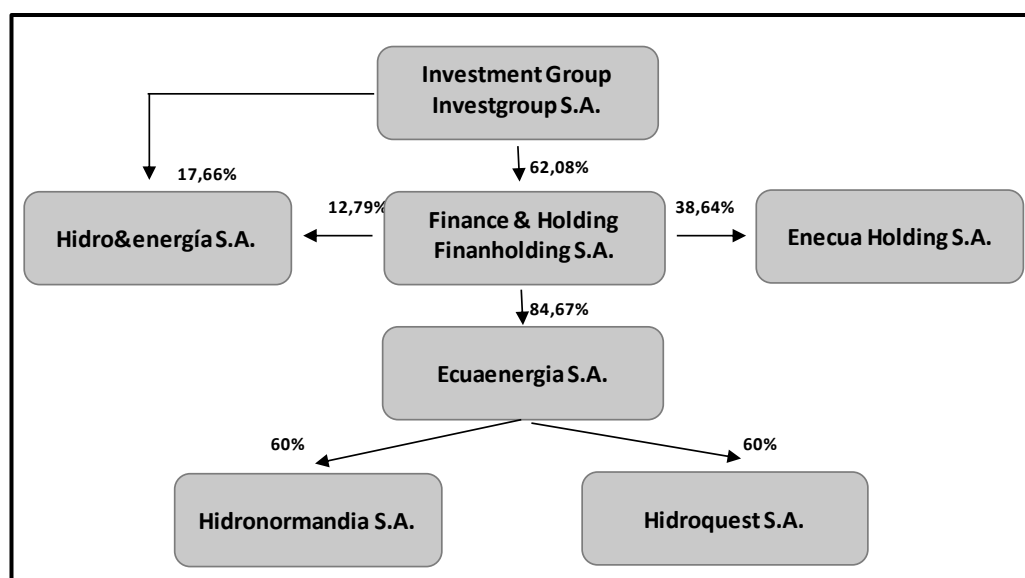 Investment Group
Investgroup S.A.
17,66%
62,08%
Hidro&energía S.A.
12,79%
Finance & Holding
Finanholding S.A.
38,64%
Enecua Holding S.A.
84,67%
Ecuaenergia S.A.
60%
60%
Hidronormandia S.A.
Hidroquest S.A.